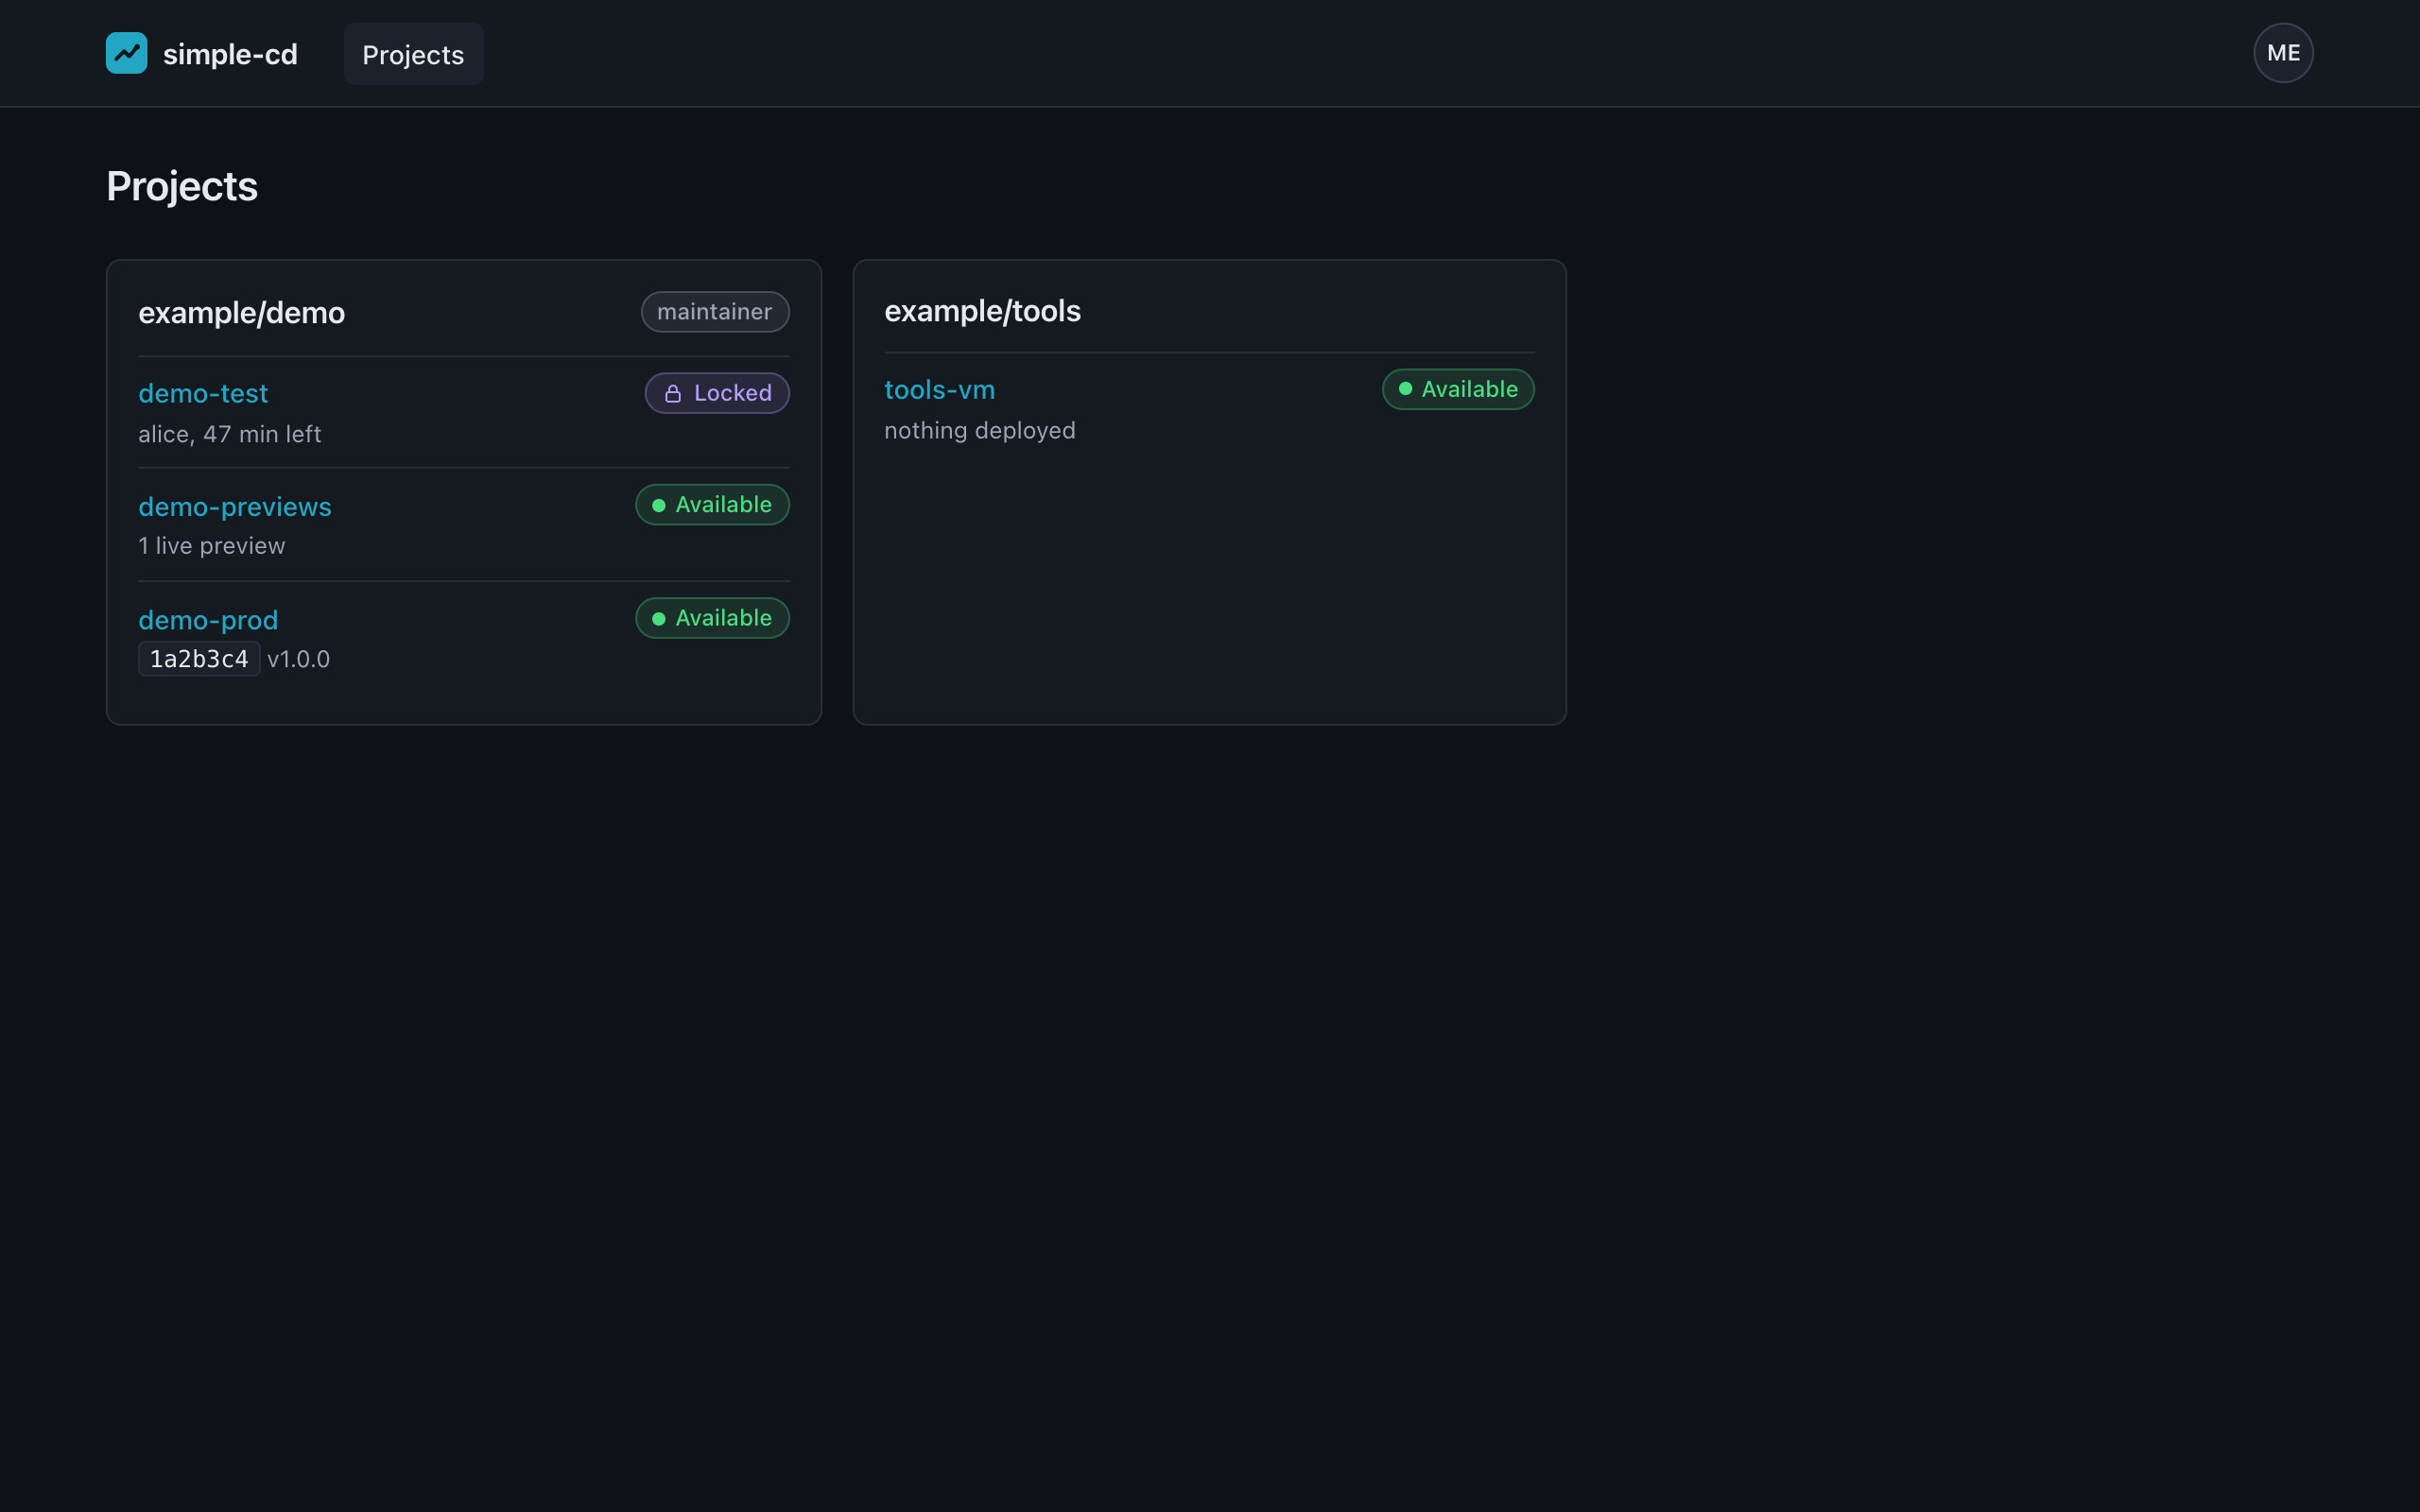 simple-cd Projects ME
Projects
example/demo maintainer
demo-test Locked
alice, 47 min left
demo-previews Available
1 live preview
demo-prod Available
1a2b3c4 v1.0.0
example/tools
tools-vm Available
nothing deployed